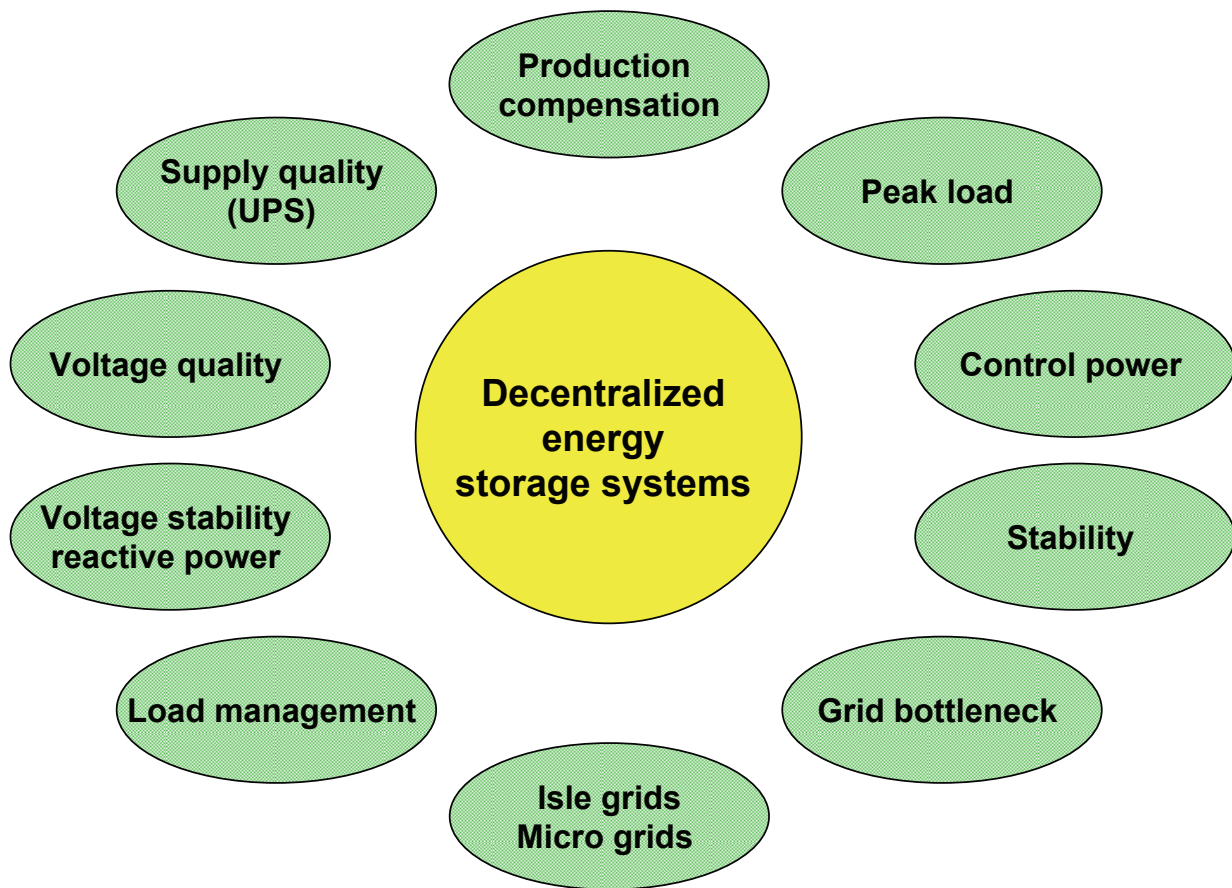 Production
compensation
Supply quality
(UPS)
Peak load
Voltage quality
Control power
Decentralized
energy
storage systems
Voltage stability
reactive power
Stability
Load management
Grid bottleneck
Isle grids
Micro grids